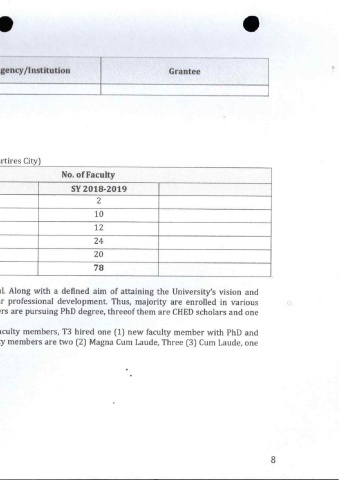 gency/Institution Grantee
rtires City)
No. of Faculty
SY 2018-2019
2
10
12
24
20
78
l. Along with a defined aim of attaining the University's vision and
r professional development. Thus, majority are enrolled in various
ers are pursuing PhD degree, threeof them are CHED scholars and one
aculty members, T3 hired one (1) new faculty member with PhD and
ty members are two (2) Magna Cum Laude, Three (3) Cum Laude, one
8